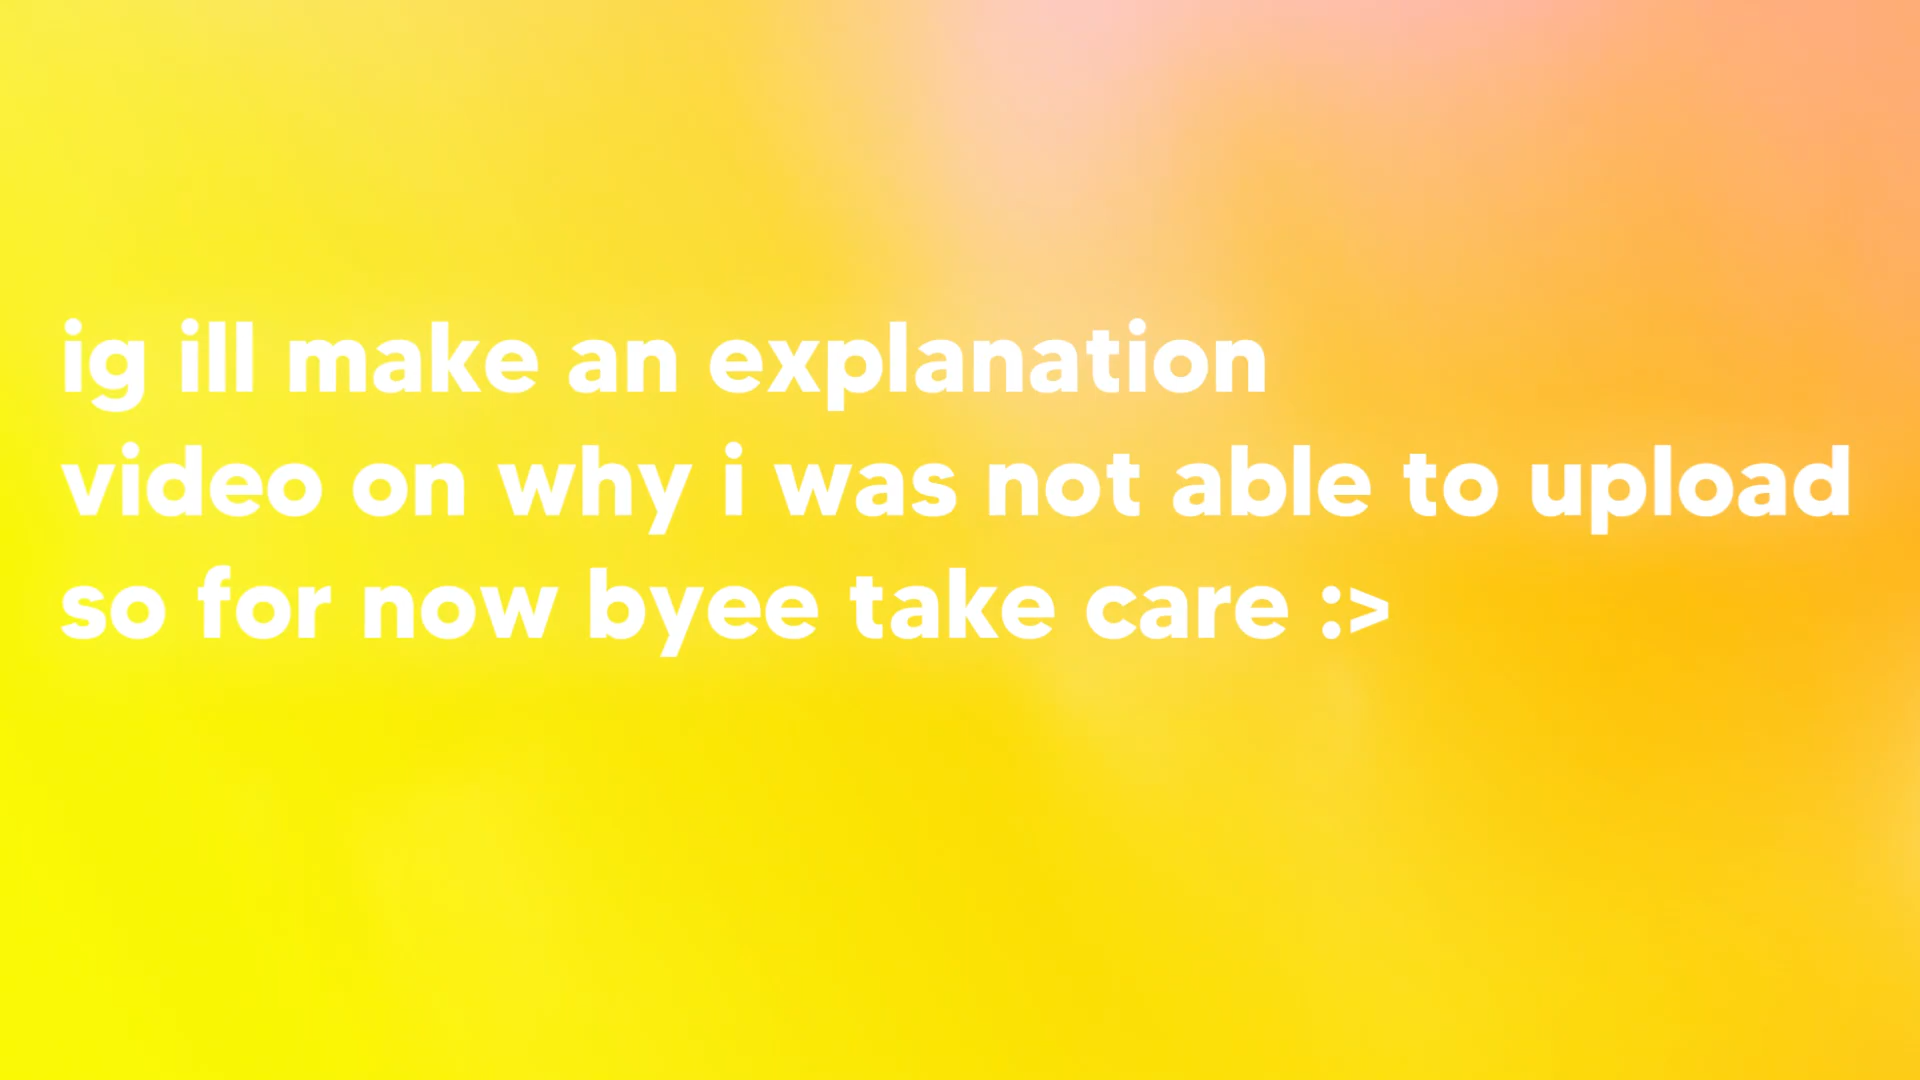 ig ill make an explanation
video on why i was not able to upload
so for now byee take care :>